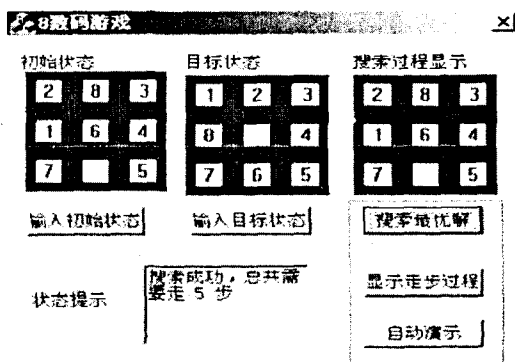 8数码游戏
初始状态 目标状态 搜索过程显示
2 8 3 1 2 3 2 8 3
1 6 4 8 4 1 6 4
7 5 7 6 5 7 5
输入初始状态 输入目标状态 搜索最优解
状态提示
搜索成功，总共需
要走 5 步
显示走步过程
自动演示